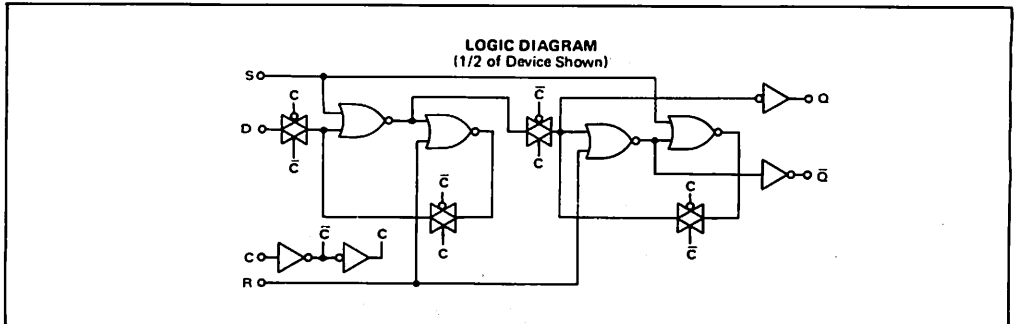 LOGIC DIAGRAM
(1/2 of Device Shown)
S
C
D
C̅
C̅
C
C̅
C
C
C̅
Q
Q̅
C
C̅
C
R